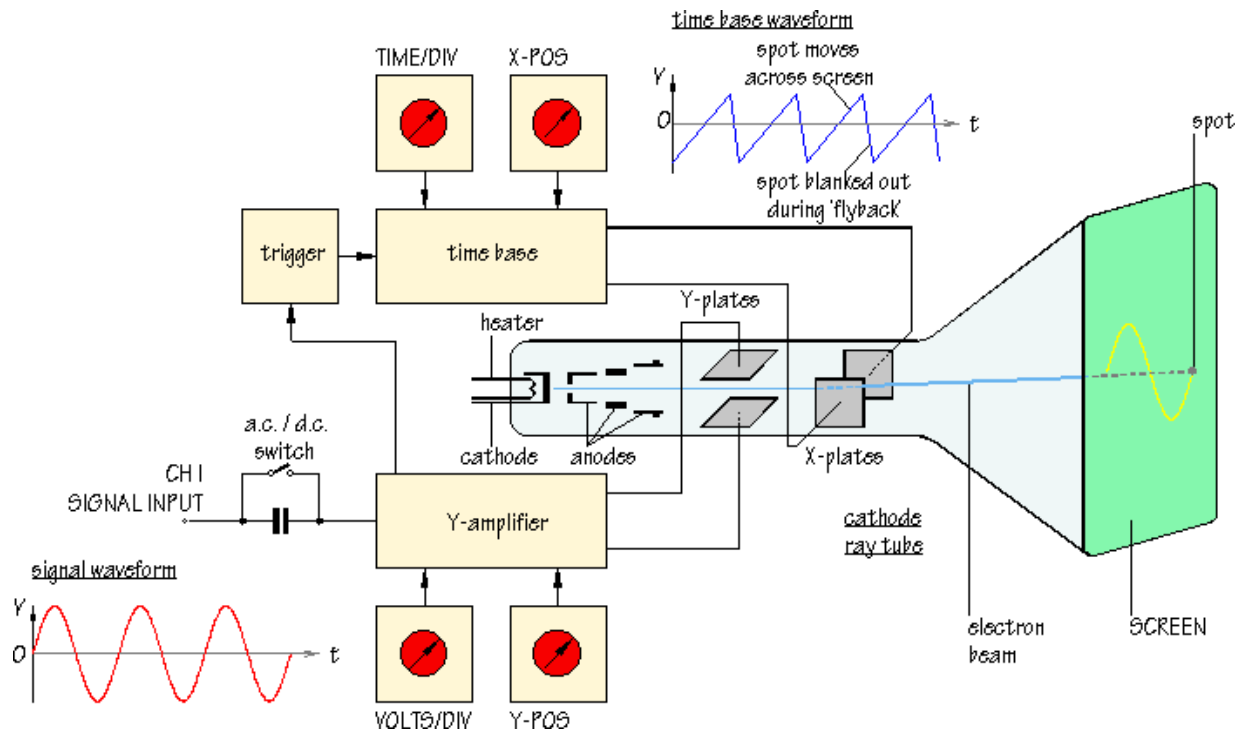 time base waveform
spot moves
across screen
TIME/DIV
X-POS
V
O
t
spot
spot blanked out
during 'flyback'
trigger
time base
Y-plates
heater
cathode
anodes
X-plates
a.c. / d.c.
switch
CH I
SIGNAL INPUT
Y-amplifier
cathode
ray tube
signal waveform
V
O
t
electron
beam
SCREEN
VOLTS/DIV
Y-POS